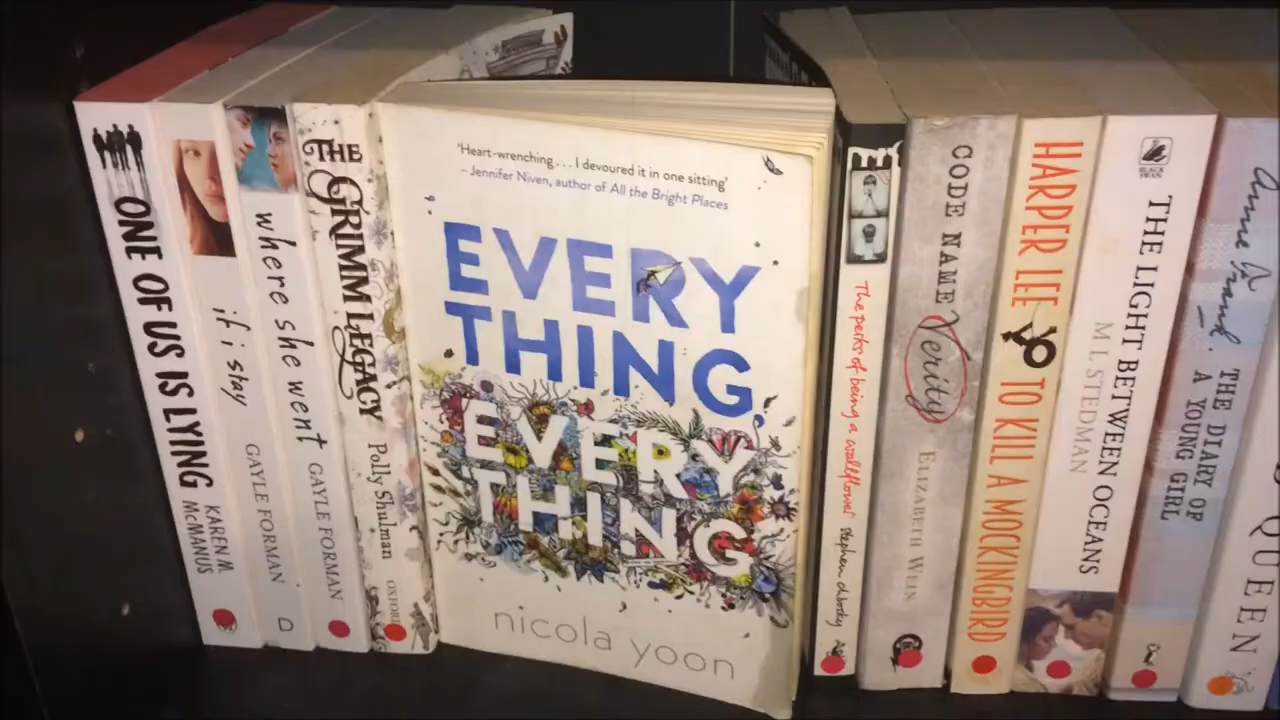 ONE OF US IS LYING
KAREN M.
McMANUS
if i stay
GAYLE FORMAN
where she went
GAYLE FORMAN
THE GRIMM LEGACY
Polly Shulman
OXFORD
'Heart-wrenching . . . I devoured it in one sitting'
– Jennifer Niven, author of All the Bright Places
EVERY
THING
EVERY
THING
nicola yoon
The perks of being a wallflower
stephen chbosky
CODE NAME
Verity
ELIZABETH WEIN
HARPER LEE
TO KILL A MOCKINGBIRD
BLACK
SWAN
THE LIGHT BETWEEN OCEANS
M L STEDMAN
Anne Frank.
THE DIARY OF
A YOUNG GIRL
QUEEN